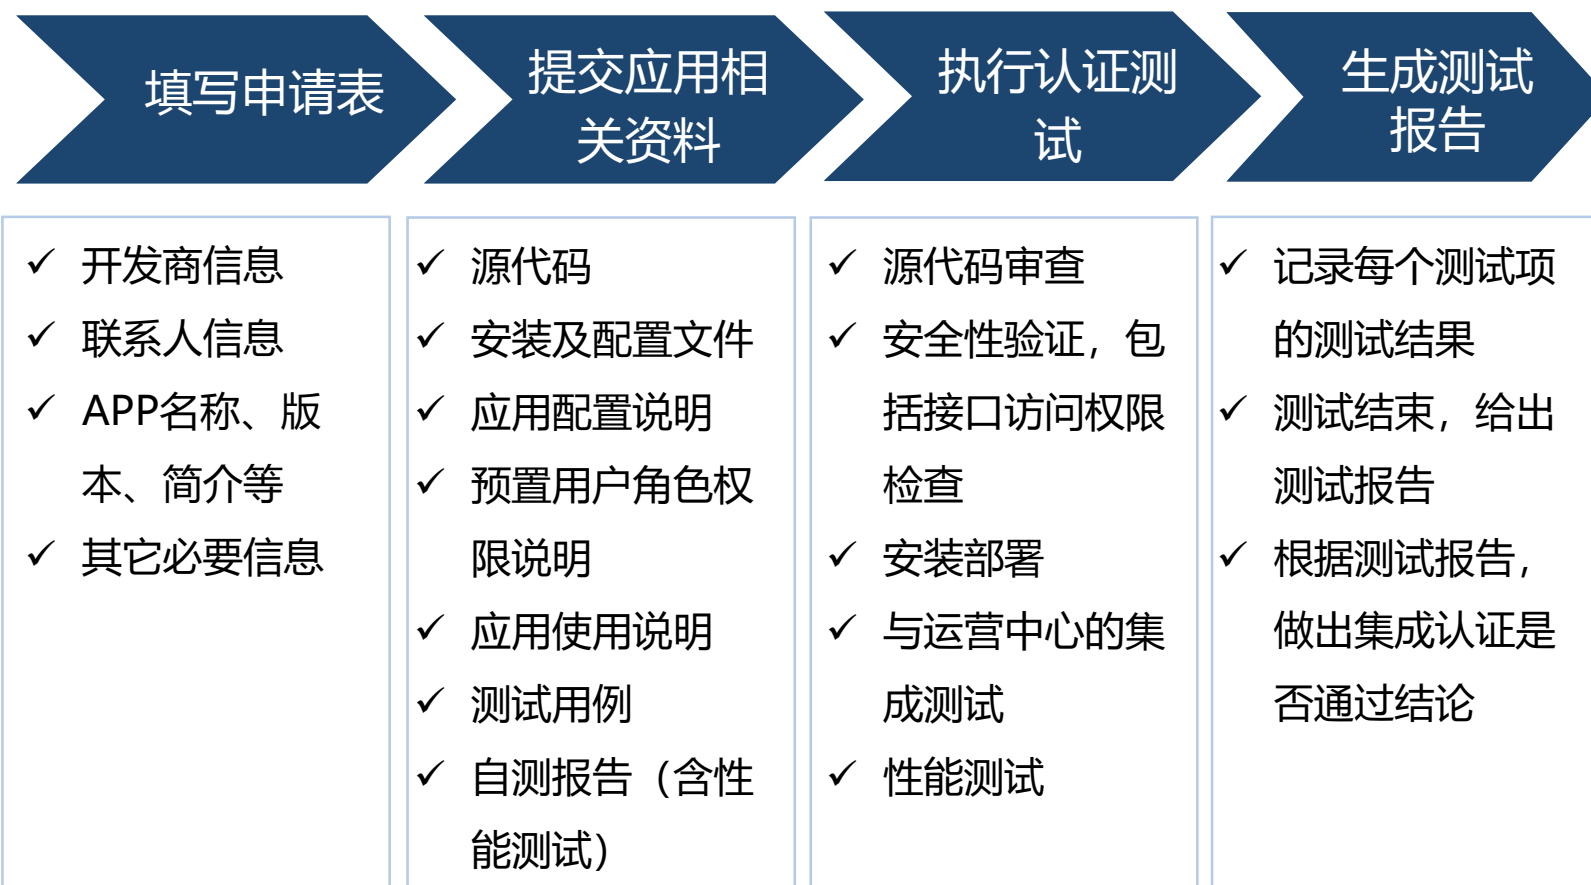 填写申请表
提交应用相
关资料
执行认证测
试
生成测试
报告
✓ 开发商信息
✓ 联系人信息
✓ APP名称、版
本、简介等
✓ 其它必要信息
✓ 源代码
✓ 安装及配置文件
✓ 应用配置说明
✓ 预置用户角色权
限说明
✓ 应用使用说明
✓ 测试用例
✓ 自测报告（含性
能测试）
✓ 源代码审查
✓ 安全性验证，包
括接口访问权限
检查
✓ 安装部署
✓ 与运营中心的集
成测试
✓ 性能测试
✓ 记录每个测试项
的测试结果
✓ 测试结束，给出
测试报告
✓ 根据测试报告，
做出集成认证是
否通过结论